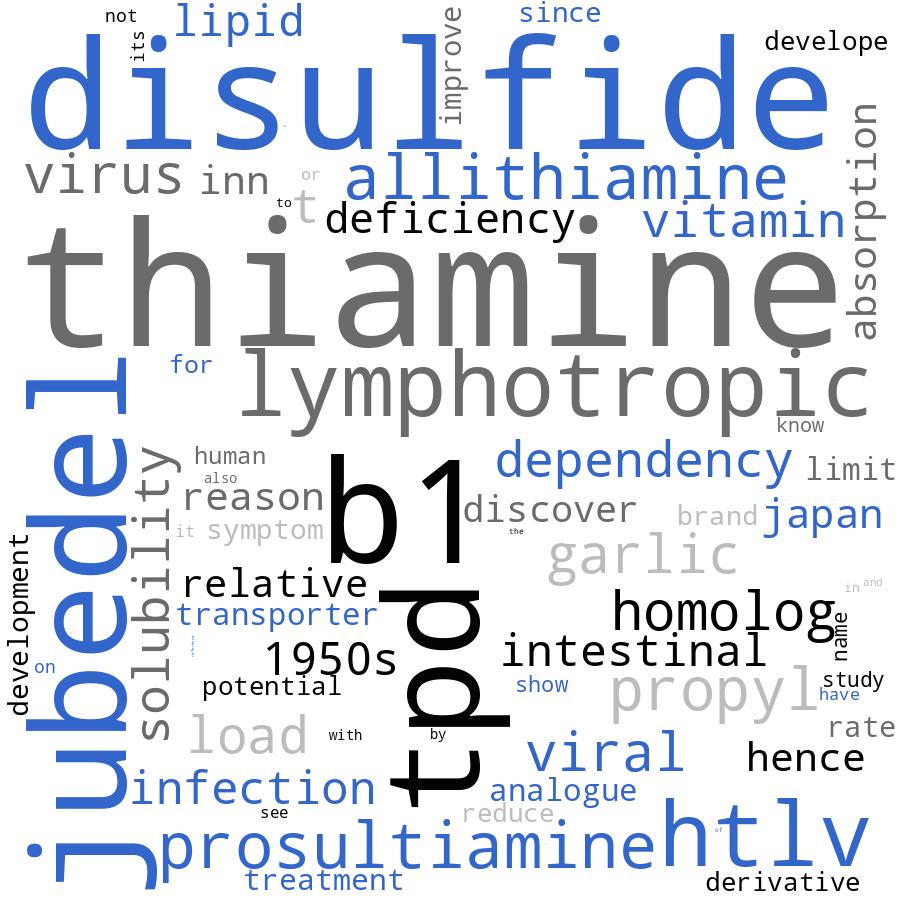 not
lipid
since
its
improve
develope
disulfide
virus
inn
or
allithiamine
absorption
to
t
deficiency
vitamin
thiamine
for
lymphotropic
know
jubedel
human
also
dependency
limit
solubility
reason
b1
discover
brand
japan
it
symptom
the
garlic
development
relative
tpd
in
and
transporter
homolog
name
on
1950s
intestinal
potential
show
propyl
study
have
load
with
by
rate
viral
hence
infection
analogue
see
reduce
prosultiamine
htlv
of
treatment
derivative